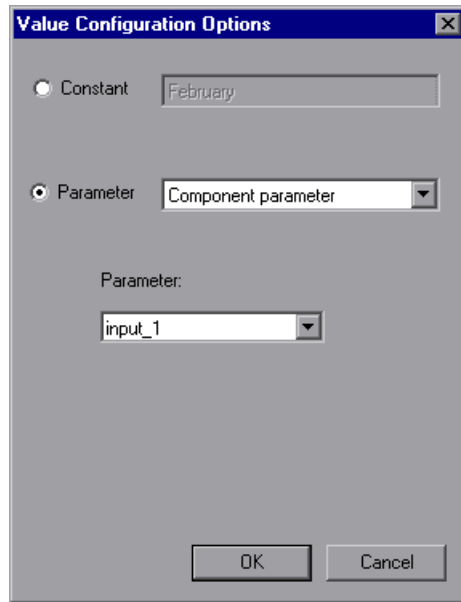 Value Configuration Options
Constant February
Parameter Component parameter
Parameter:
input_1
OK Cancel